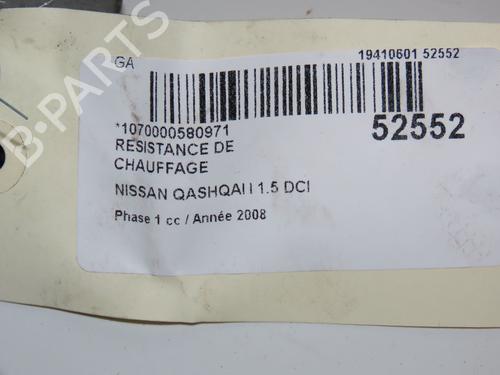 B-PARTS
GA
19410601 52552
*1070000580971
52552
RESISTANCE DE
CHAUFFAGE
NISSAN QASHQAI I 1.5 DCI
Phase 1 cc / Année 2008